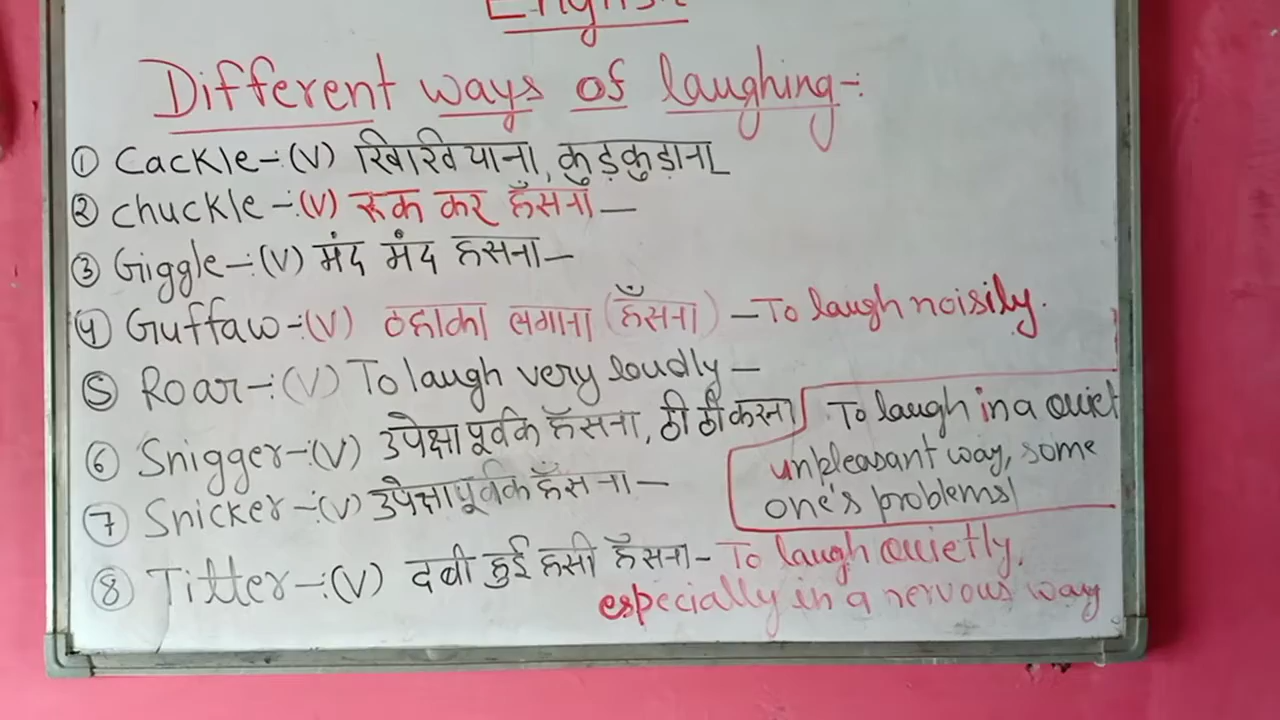 English
Different ways of laughing-:
① Cackle-:(V) खिखियाना, कुड़कुड़ाना
② chuckle-:(V) रूक कर हँसना—
③ Giggle-:(V) मंद मंद हसना—
④ Guffaw-:(V) ठहाका लगाना (हँसना) — To laugh noisily.
⑤ Roar-:(V) To laugh very loudly —
⑥ Snigger-:(V) उपेक्षापूर्वक हँसना, ठी ठी करना To laugh in a quiet
unpleasant way, some
⑦ Snicker-:(V) उपेक्षापूर्वक हँसना—
one's problems
⑧ Titter-:(V) दबी हुई हसी हँसना- To laugh quietly,
especially in a nervous way